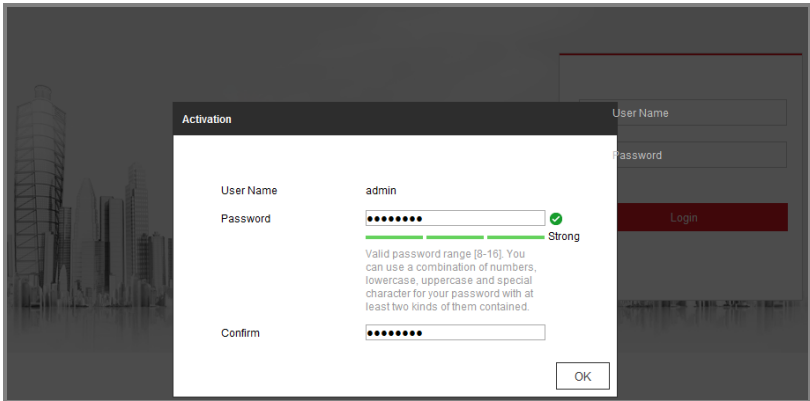 Activation
User Name
Password
Login
User Name admin
Password ●●●●●●●●
Strong
Valid password range [8-16]. You
can use a combination of numbers,
lowercase, uppercase and special
character for your password with at
least two kinds of them contained.
Confirm ●●●●●●●●
OK